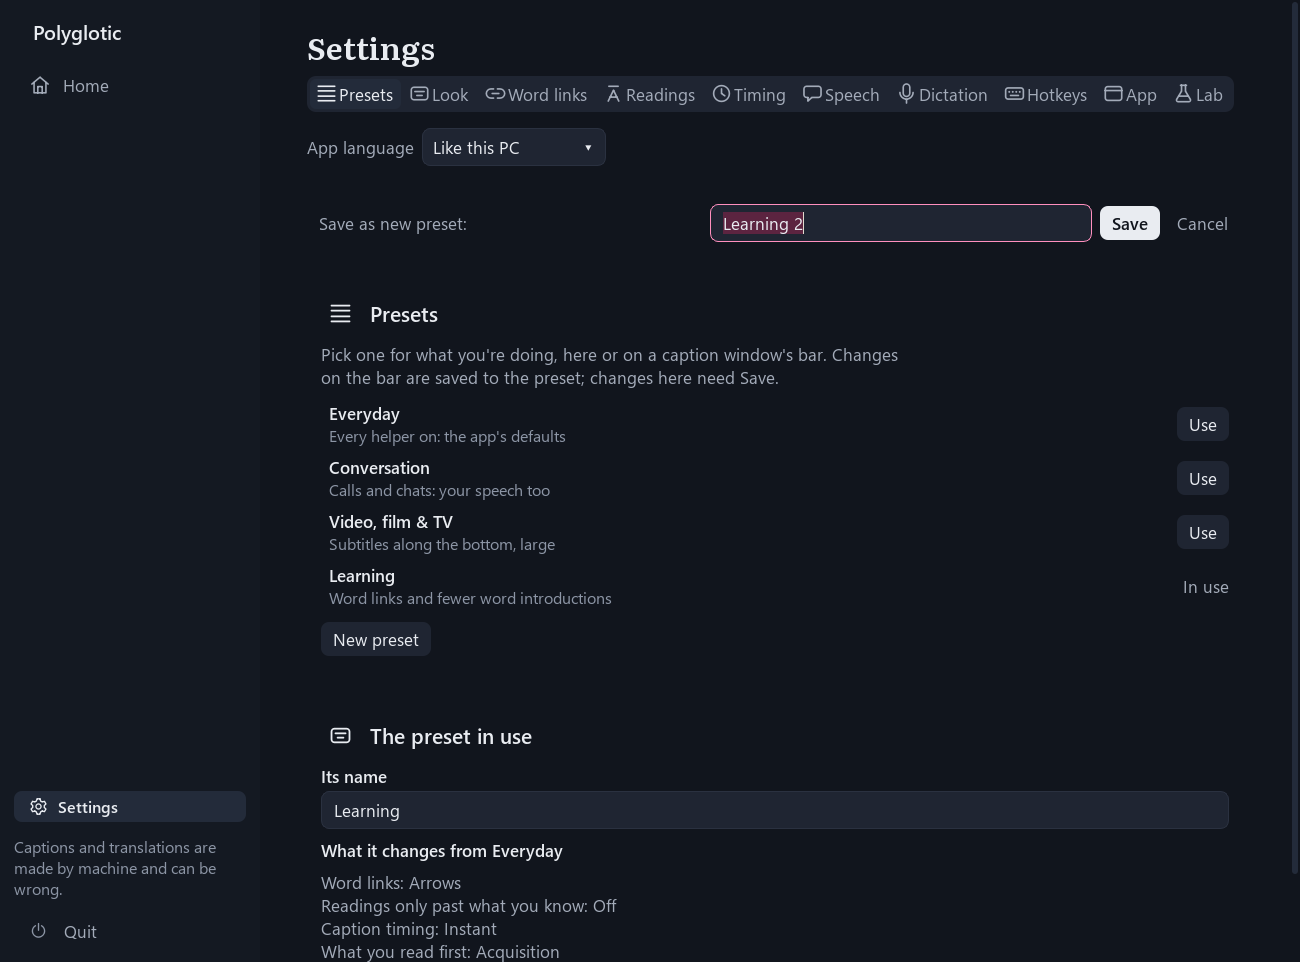 Polyglotic
Home
Settings
Presets
Look
Word links
Readings
Timing
Speech
Dictation
Hotkeys
App
Lab
App language
Like this PC
Save as new preset:
Learning 2
Save
Cancel
Presets
Pick one for what you're doing, here or on a caption window's bar. Changes
on the bar are saved to the preset; changes here need Save.
Everyday
Every helper on: the app's defaults
Use
Conversation
Calls and chats: your speech too
Use
Video, film & TV
Subtitles along the bottom, large
Use
Learning
Word links and fewer word introductions
In use
New preset
The preset in use
Its name
Learning
What it changes from Everyday
Word links: Arrows
Readings only past what you know: Off
Caption timing: Instant
What you read first: Acquisition
Settings
Captions and translations are
made by machine and can be
wrong.
Quit